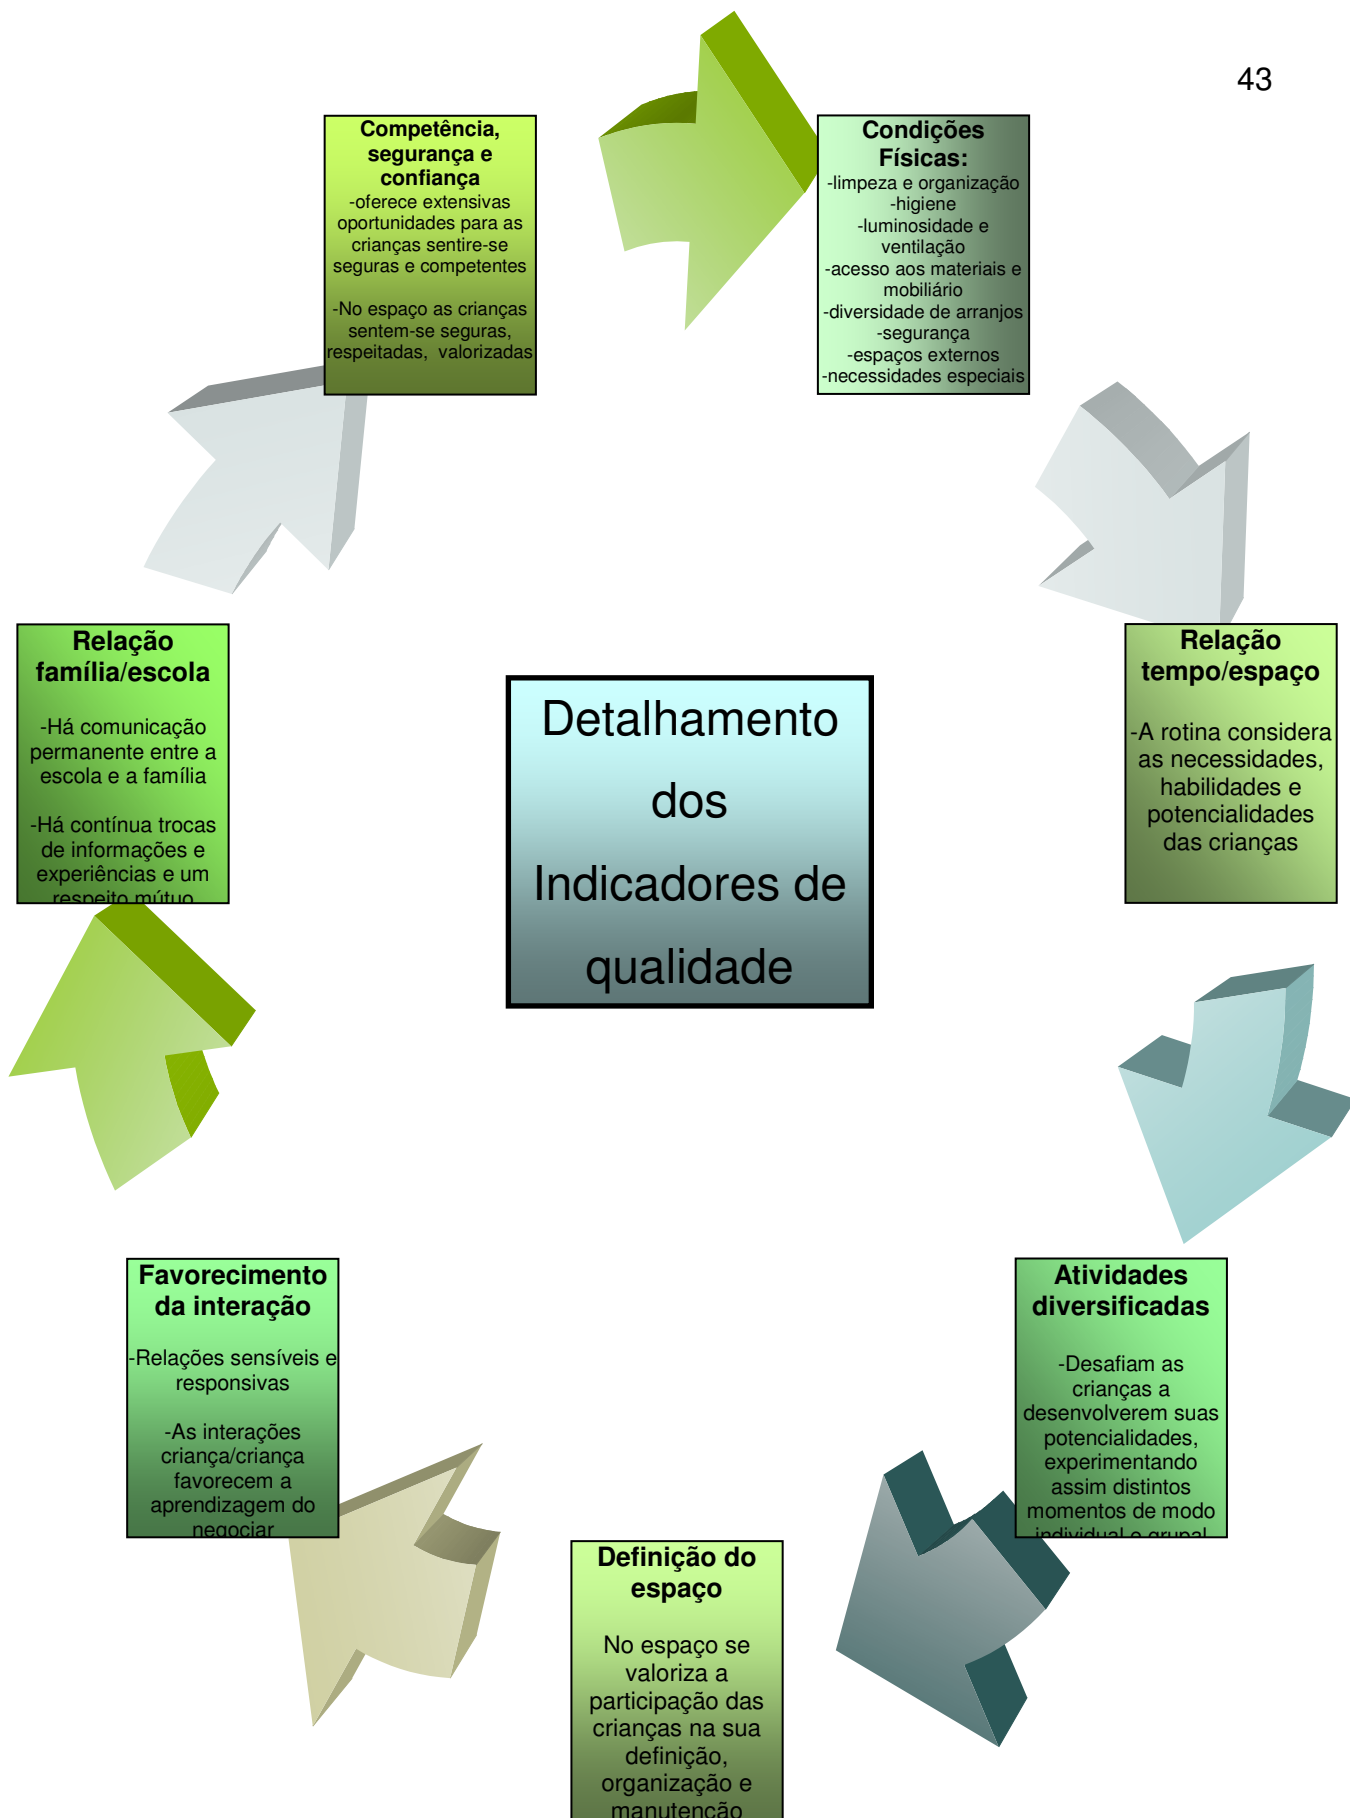 43
Competência,
segurança e
confiança
-oferece extensivas
oportunidades para as
crianças sentire-se
seguras e competentes
-No espaço as crianças
sentem-se seguras,
respeitadas, valorizadas
Condições
Físicas:
-limpeza e organização
-higiene
-luminosidade e
ventilação
-acesso aos materiais e
mobiliário
-diversidade de arranjos
-segurança
-espaços externos
-necessidades especiais
Relação
família/escola
-Há comunicação
permanente entre a
escola e a família
-Há contínua trocas
de informações e
experiências e um
respeito mútuo
Detalhamento
dos
Indicadores de
qualidade
Relação
tempo/espaço
-A rotina considera
as necessidades,
habilidades e
potencialidades
das crianças
Favorecimento
da interação
-Relações sensíveis e
responsivas
-As interações
criança/criança
favorecem a
aprendizagem do
negociar
Atividades
diversificadas
-Desafiam as
crianças a
desenvolverem suas
potencialidades,
experimentando
assim distintos
momentos de modo
individual e grupal
Definição do
espaço
No espaço se
valoriza a
participação das
crianças na sua
definição,
organização e
manutenção